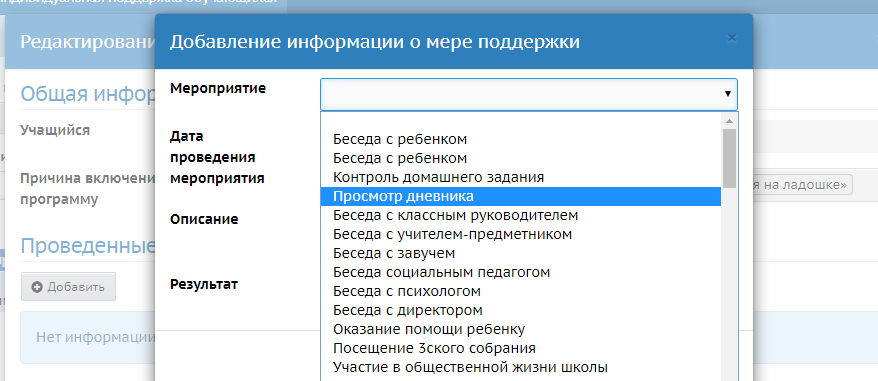 индивидуальная поддержка обучающихся
Редактировани
Добавление информации о мере поддержки
×
Общая инфор
Мероприятие
Учащийся
Дата
проведения
мероприятия
Причина включени
программу
я на ладошке»
Описание
Проведенные
Результат
Добавить
Нет информации
Беседа с ребенком
Беседа с ребенком
Контроль домашнего задания
Просмотр дневника
Беседа с классным руководителем
Беседа с учителем-предметником
Беседа с завучем
Беседа социальным педагогом
Беседа с психологом
Беседа с директором
Оказание помощи ребенку
Посещение 3ского собрания
Участие в общественной жизни школы